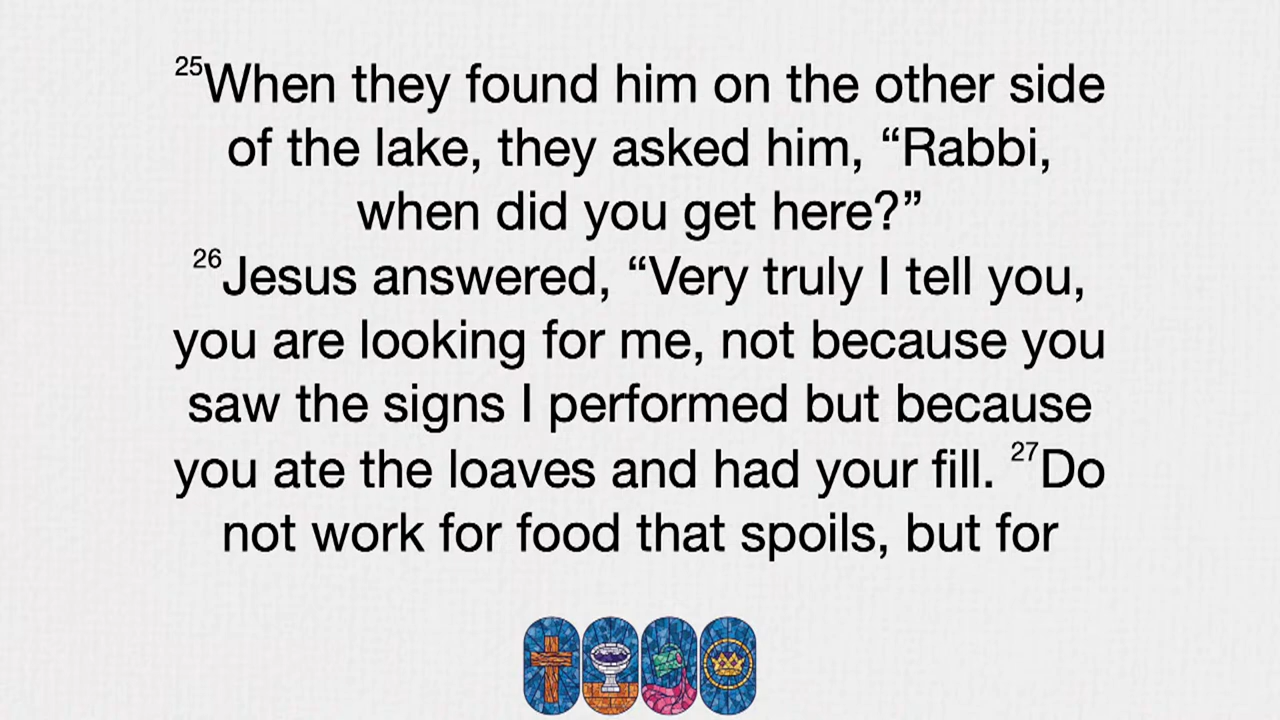 25When they found him on the other side
of the lake, they asked him, “Rabbi,
when did you get here?”
26Jesus answered, “Very truly I tell you,
you are looking for me, not because you
saw the signs I performed but because
you ate the loaves and had your fill. 27Do
not work for food that spoils, but for